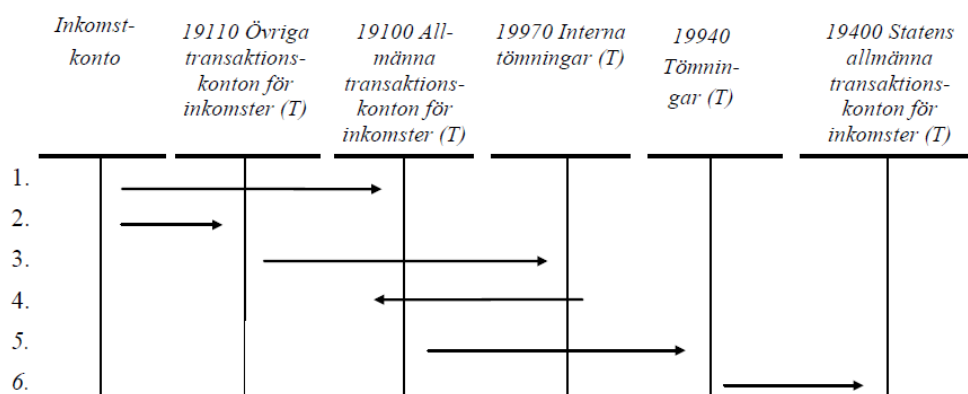 Inkomst-
konto
19110 Övriga
transaktions-
konton för
inkomster (T)
19100 All-
männa
transaktions-
konton för
inkomster (T)
19970 Interna
tömningar (T)
19940
Tömnin-
gar (T)
19400 Statens
allmänna
transaktions-
konton för
inkomster (T)
1.
2.
3.
4.
5.
6.